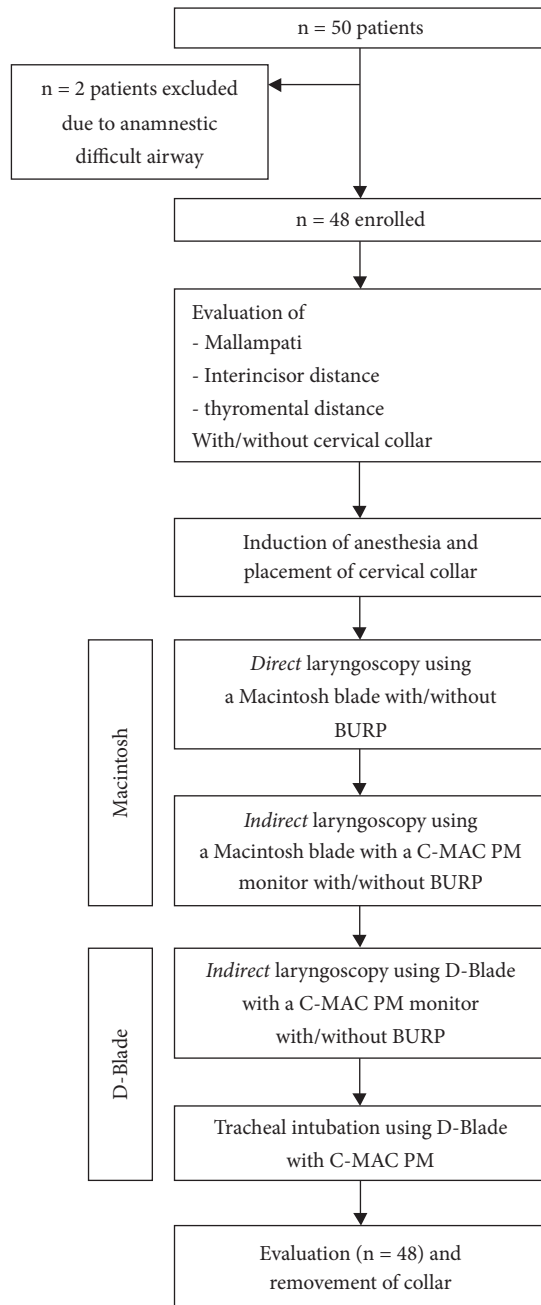 n = 50 patients
n = 2 patients excluded
due to anamnestic
difficult airway
n = 48 enrolled
Evaluation of
- Mallampati
- Interincisor distance
- thyromental distance
With/without cervical collar
Induction of anesthesia and
placement of cervical collar
Macintosh
Direct laryngoscopy using
a Macintosh blade with/without
BURP
Indirect laryngoscopy using
a Macintosh blade with a C-MAC PM
monitor with/without BURP
D-Blade
Indirect laryngoscopy using D-Blade
with a C-MAC PM monitor
with/without BURP
Tracheal intubation using D-Blade
with C-MAC PM
Evaluation (n = 48) and
removement of collar